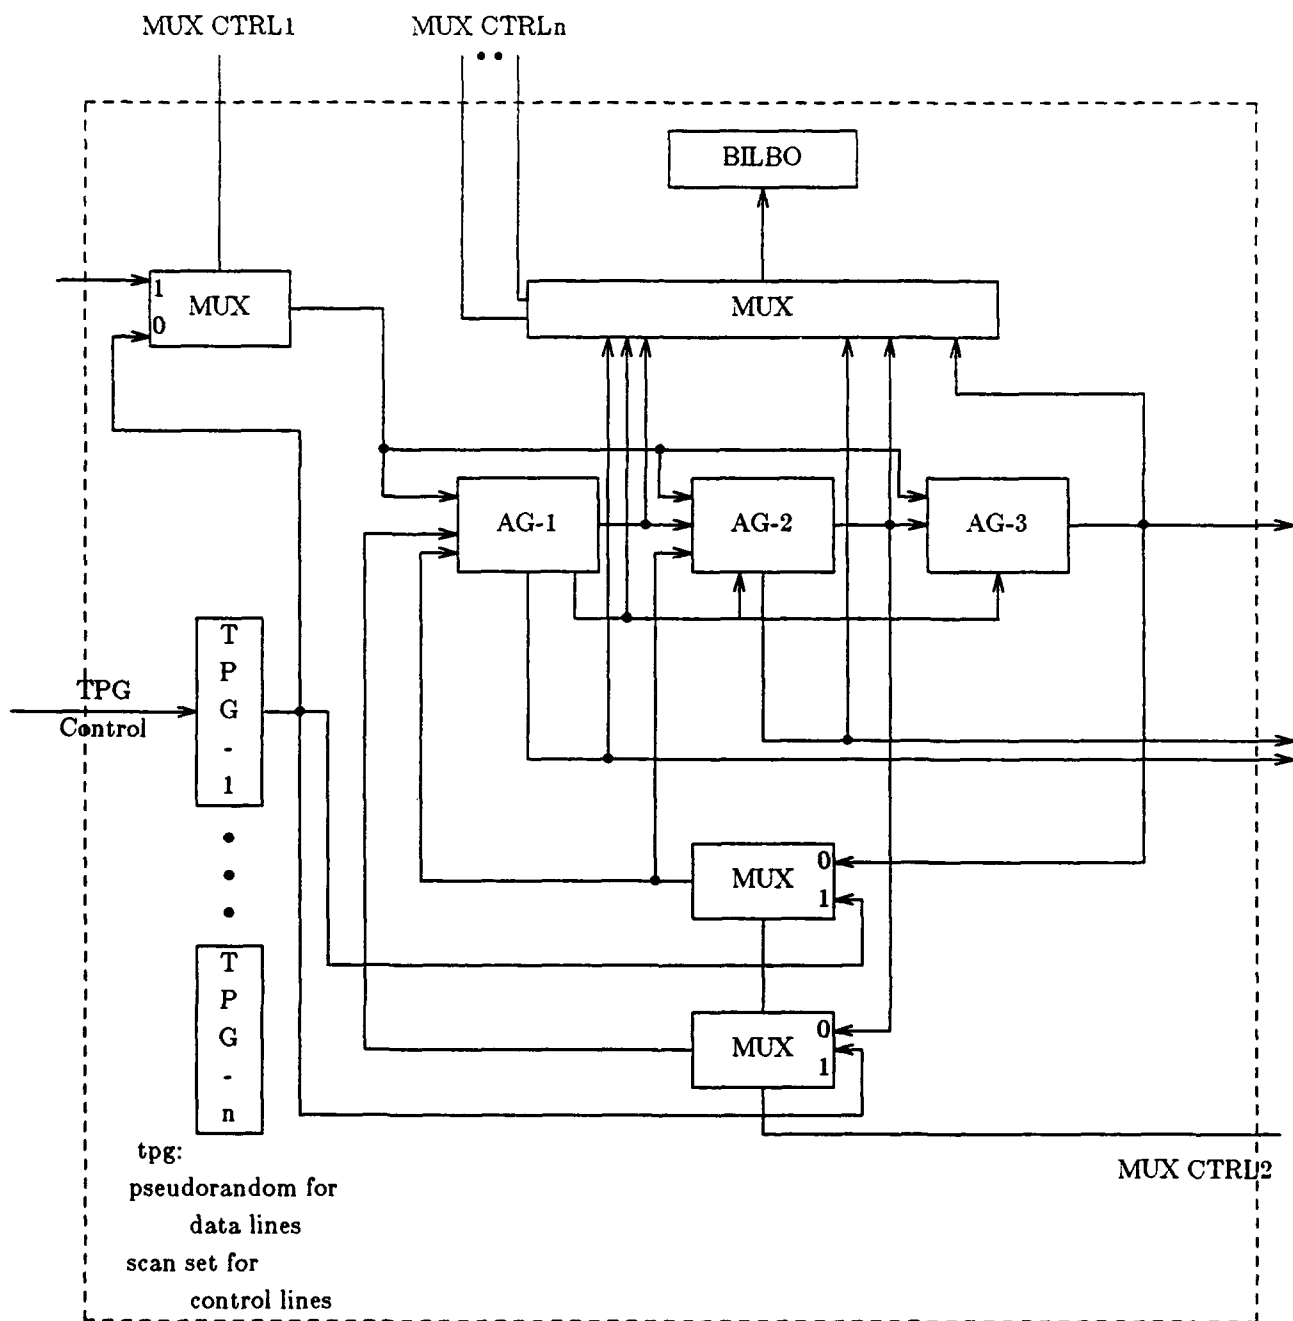 MUX CTRL1
MUX CTRLn
BILBO
1
MUX
0
MUX
AG-1
AG-2
AG-3
T
P
G
-
1
TPG
Control
MUX
0
1
T
P
G
-
n
MUX
0
1
MUX CTRL2
tpg:
pseudorandom for
data lines
scan set for
control lines